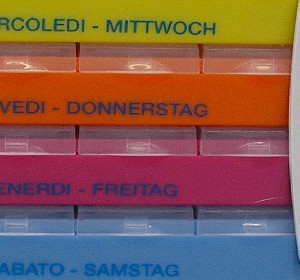 RCOLEDI - MITTWOCH
VEDI - DONNERSTAG
ENERDI - FREITAG
ABATO - SAMSTAG